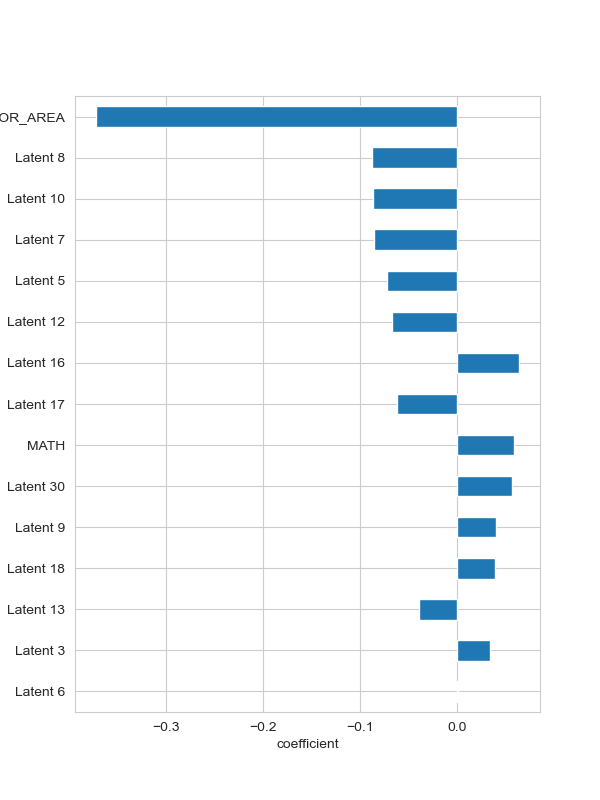 OR_AREA
Latent 8
Latent 10
Latent 7
Latent 5
Latent 12
Latent 16
Latent 17
MATH
Latent 30
Latent 9
Latent 18
Latent 13
Latent 3
Latent 6
−0.3 −0.2 −0.1 0.0
coefficient